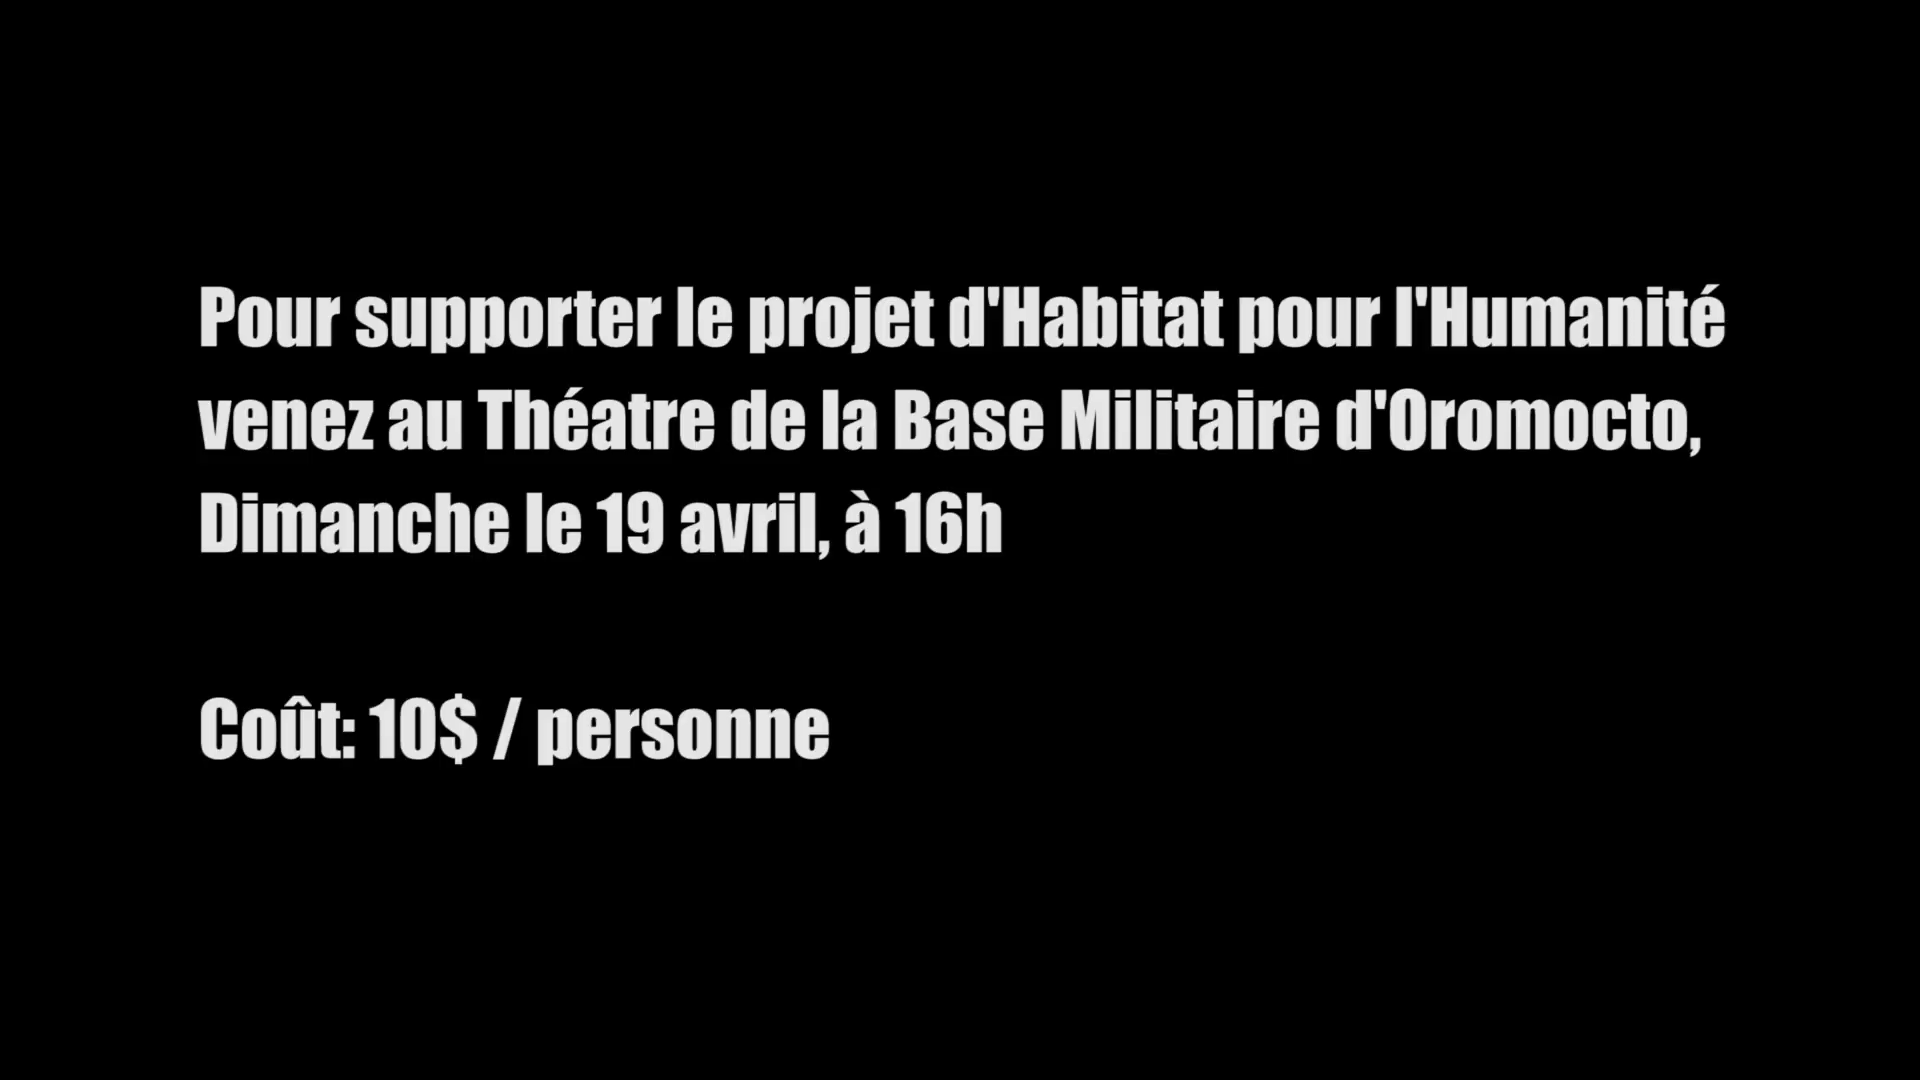 Pour supporter le projet d'Habitat pour l'Humanité
venez au Théatre de la Base Militaire d'Oromocto,
Dimanche le 19 avril, à 16h
Coût: 10$ / personne